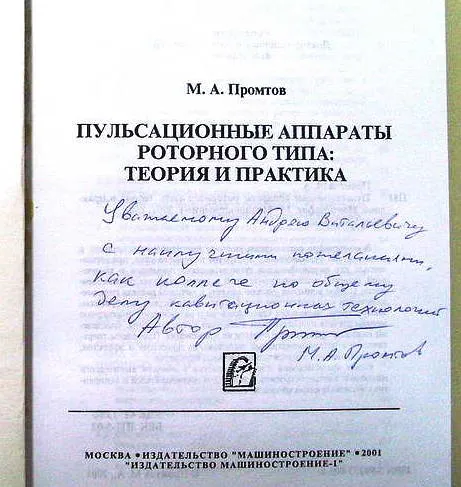 М. А. Промтов
ПУЛЬСАЦИОННЫЕ АППАРАТЫ
РОТОРНОГО ТИПА:
ТЕОРИЯ И ПРАКТИКА
Уважаемому Андрею Витальевичу
с наилучшими пожеланиями,
как коллеге по общему
делу кавитационных технологий
Автор
М.А. Промтов
МОСКВА • ИЗДАТЕЛЬСТВО "МАШИНОСТРОЕНИЕ" • 2001
"ИЗДАТЕЛЬСТВО МАШИНОСТРОЕНИЕ-1"